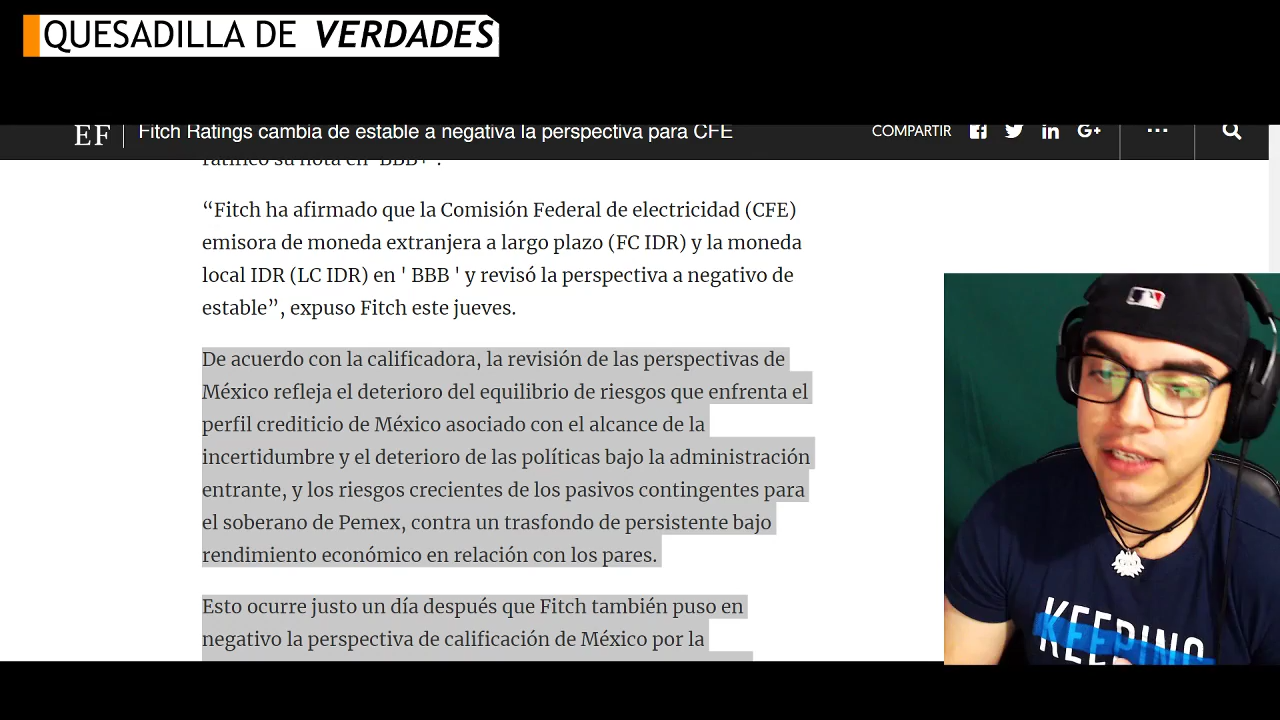 QUESADILLA DE VERDADES
EF Fitch Ratings cambia de estable a negativa la perspectiva para CFE COMPARTIR
ratificó su nota en 'BBB+'.
“Fitch ha afirmado que la Comisión Federal de electricidad (CFE)
emisora de moneda extranjera a largo plazo (FC IDR) y la moneda
local IDR (LC IDR) en ' BBB ' y revisó la perspectiva a negativo de
estable”, expuso Fitch este jueves.
De acuerdo con la calificadora, la revisión de las perspectivas de
México refleja el deterioro del equilibrio de riesgos que enfrenta el
perfil crediticio de México asociado con el alcance de la
incertidumbre y el deterioro de las políticas bajo la administración
entrante, y los riesgos crecientes de los pasivos contingentes para
el soberano de Pemex, contra un trasfondo de persistente bajo
rendimiento económico en relación con los pares.
Esto ocurre justo un día después que Fitch también puso en
negativo la perspectiva de calificación de México por la
KEEPING